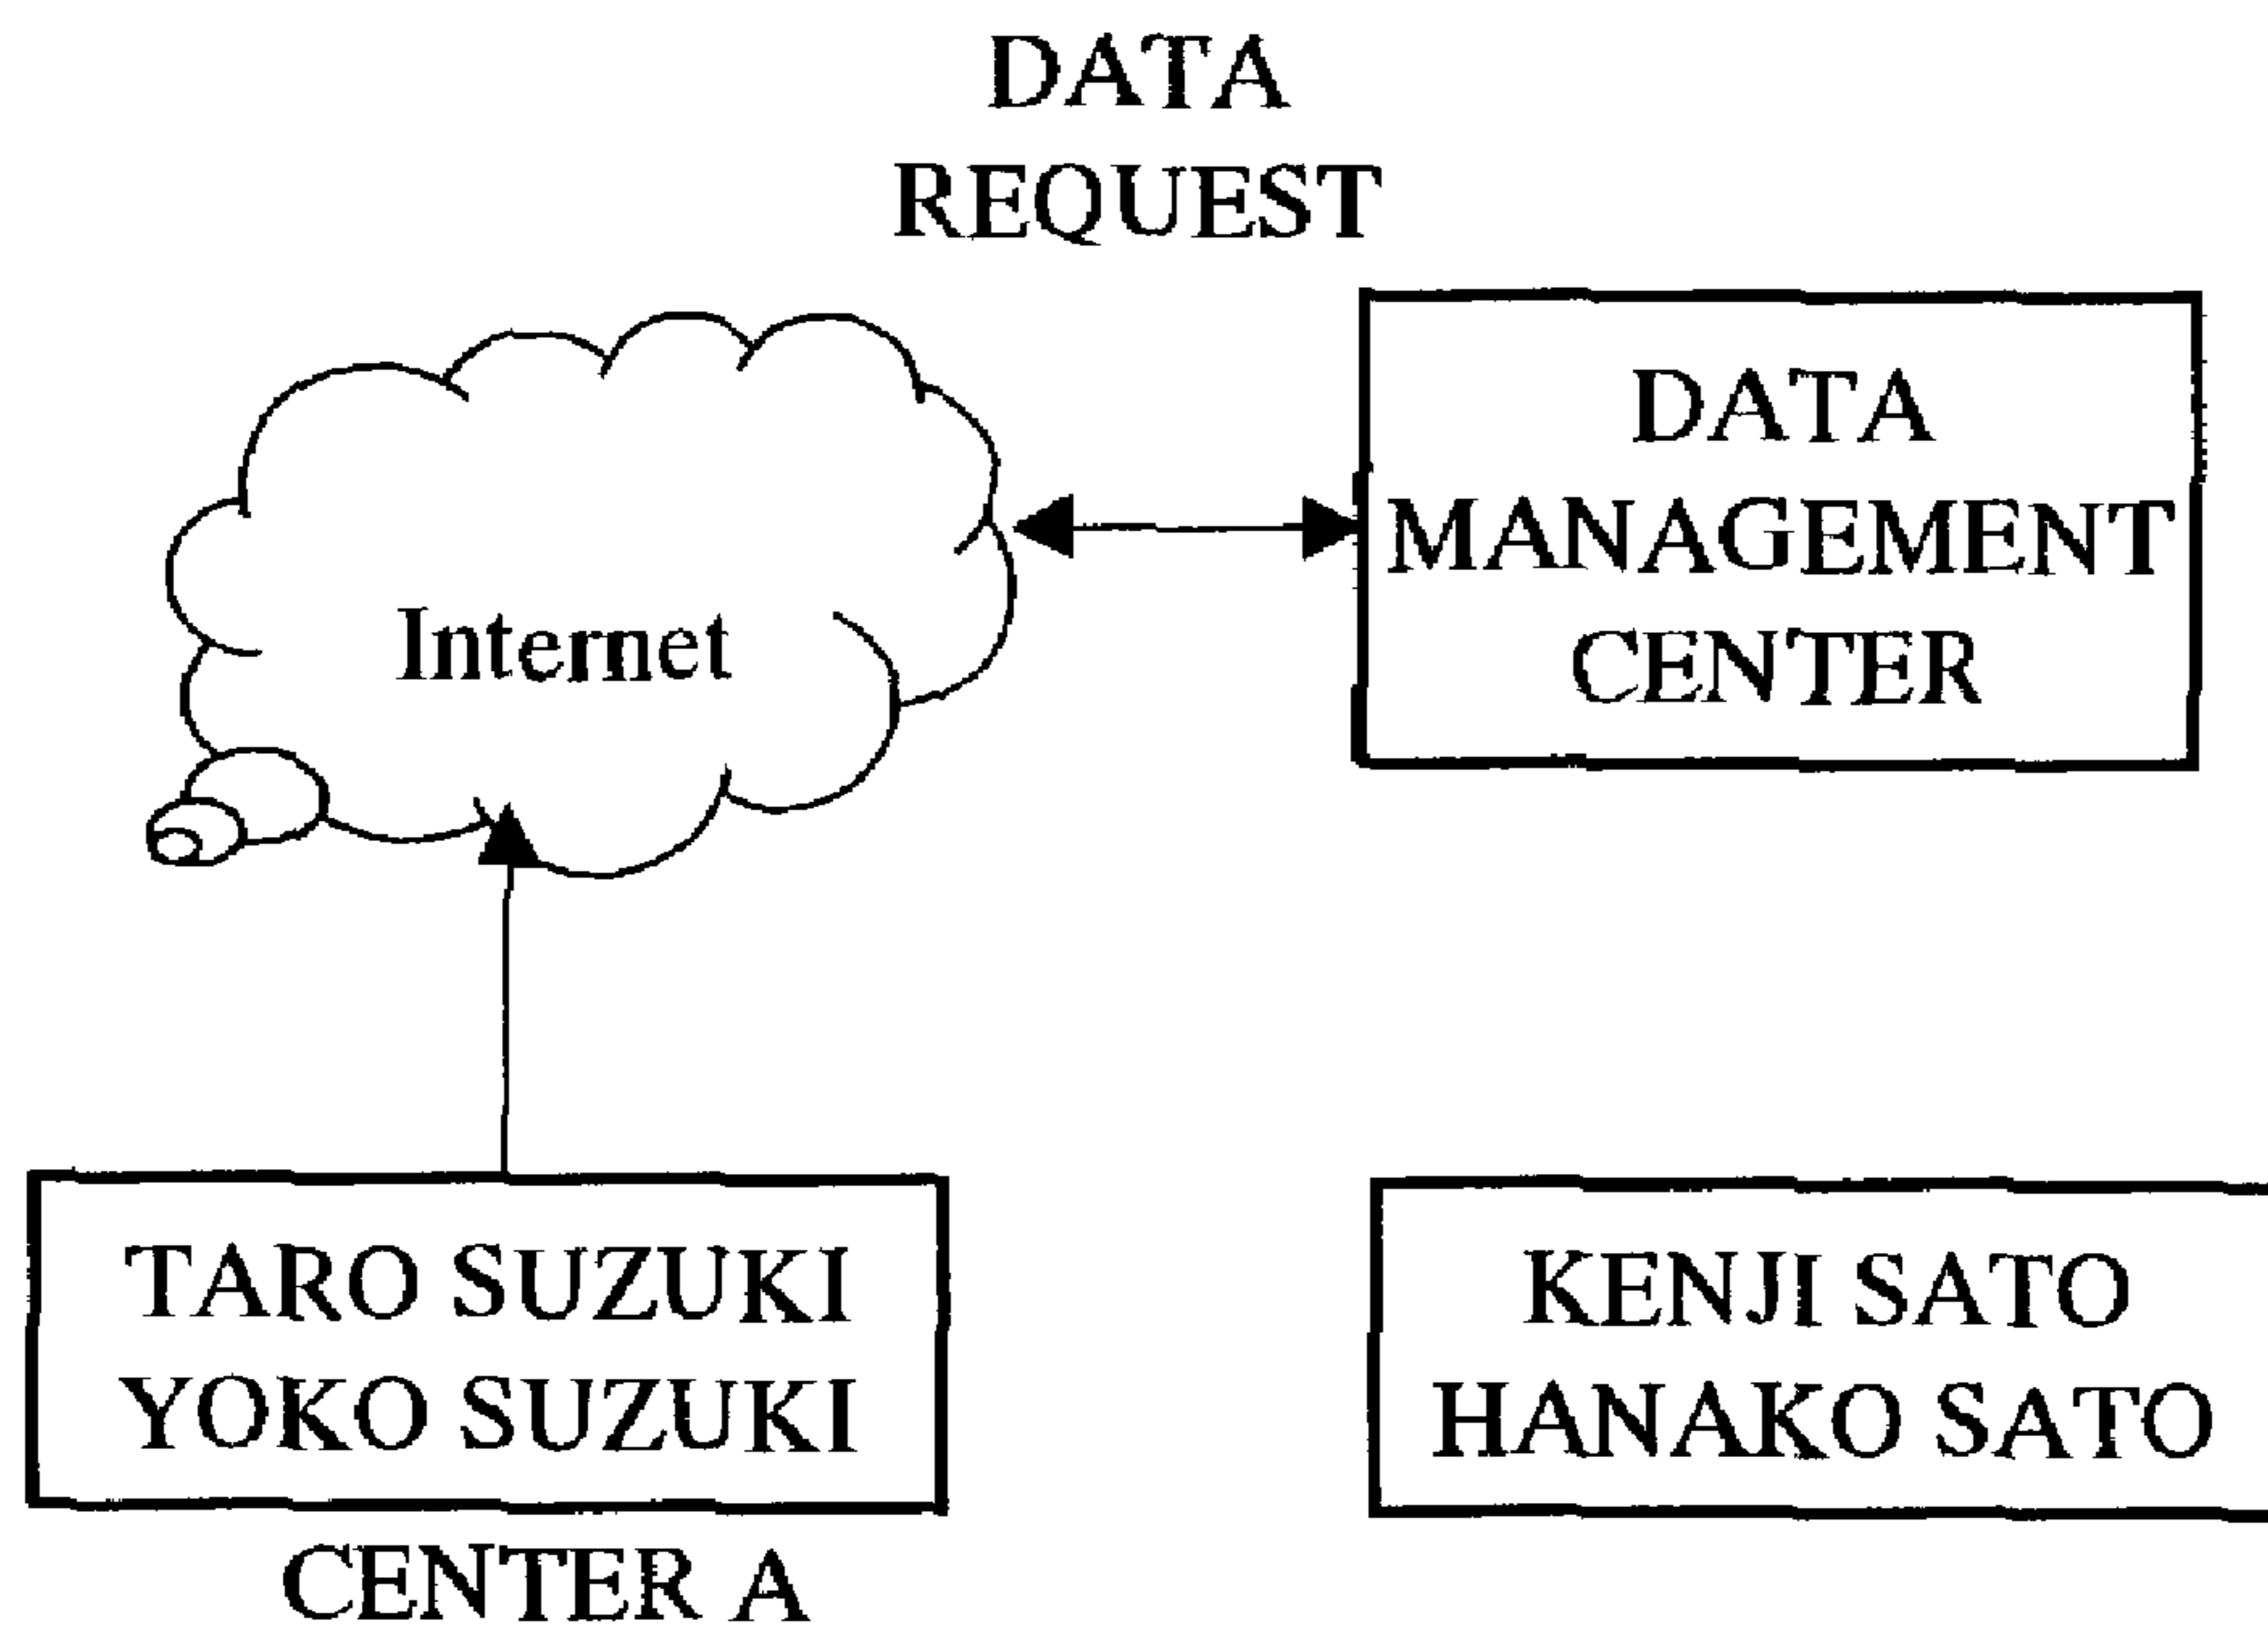 DATA
REQUEST
DATA
MANAGEMENT
CENTER
Internet
TARO SUZUKI
YOKO SUZUKI
CENTER A
KENJI SATO
HANAKO SATO